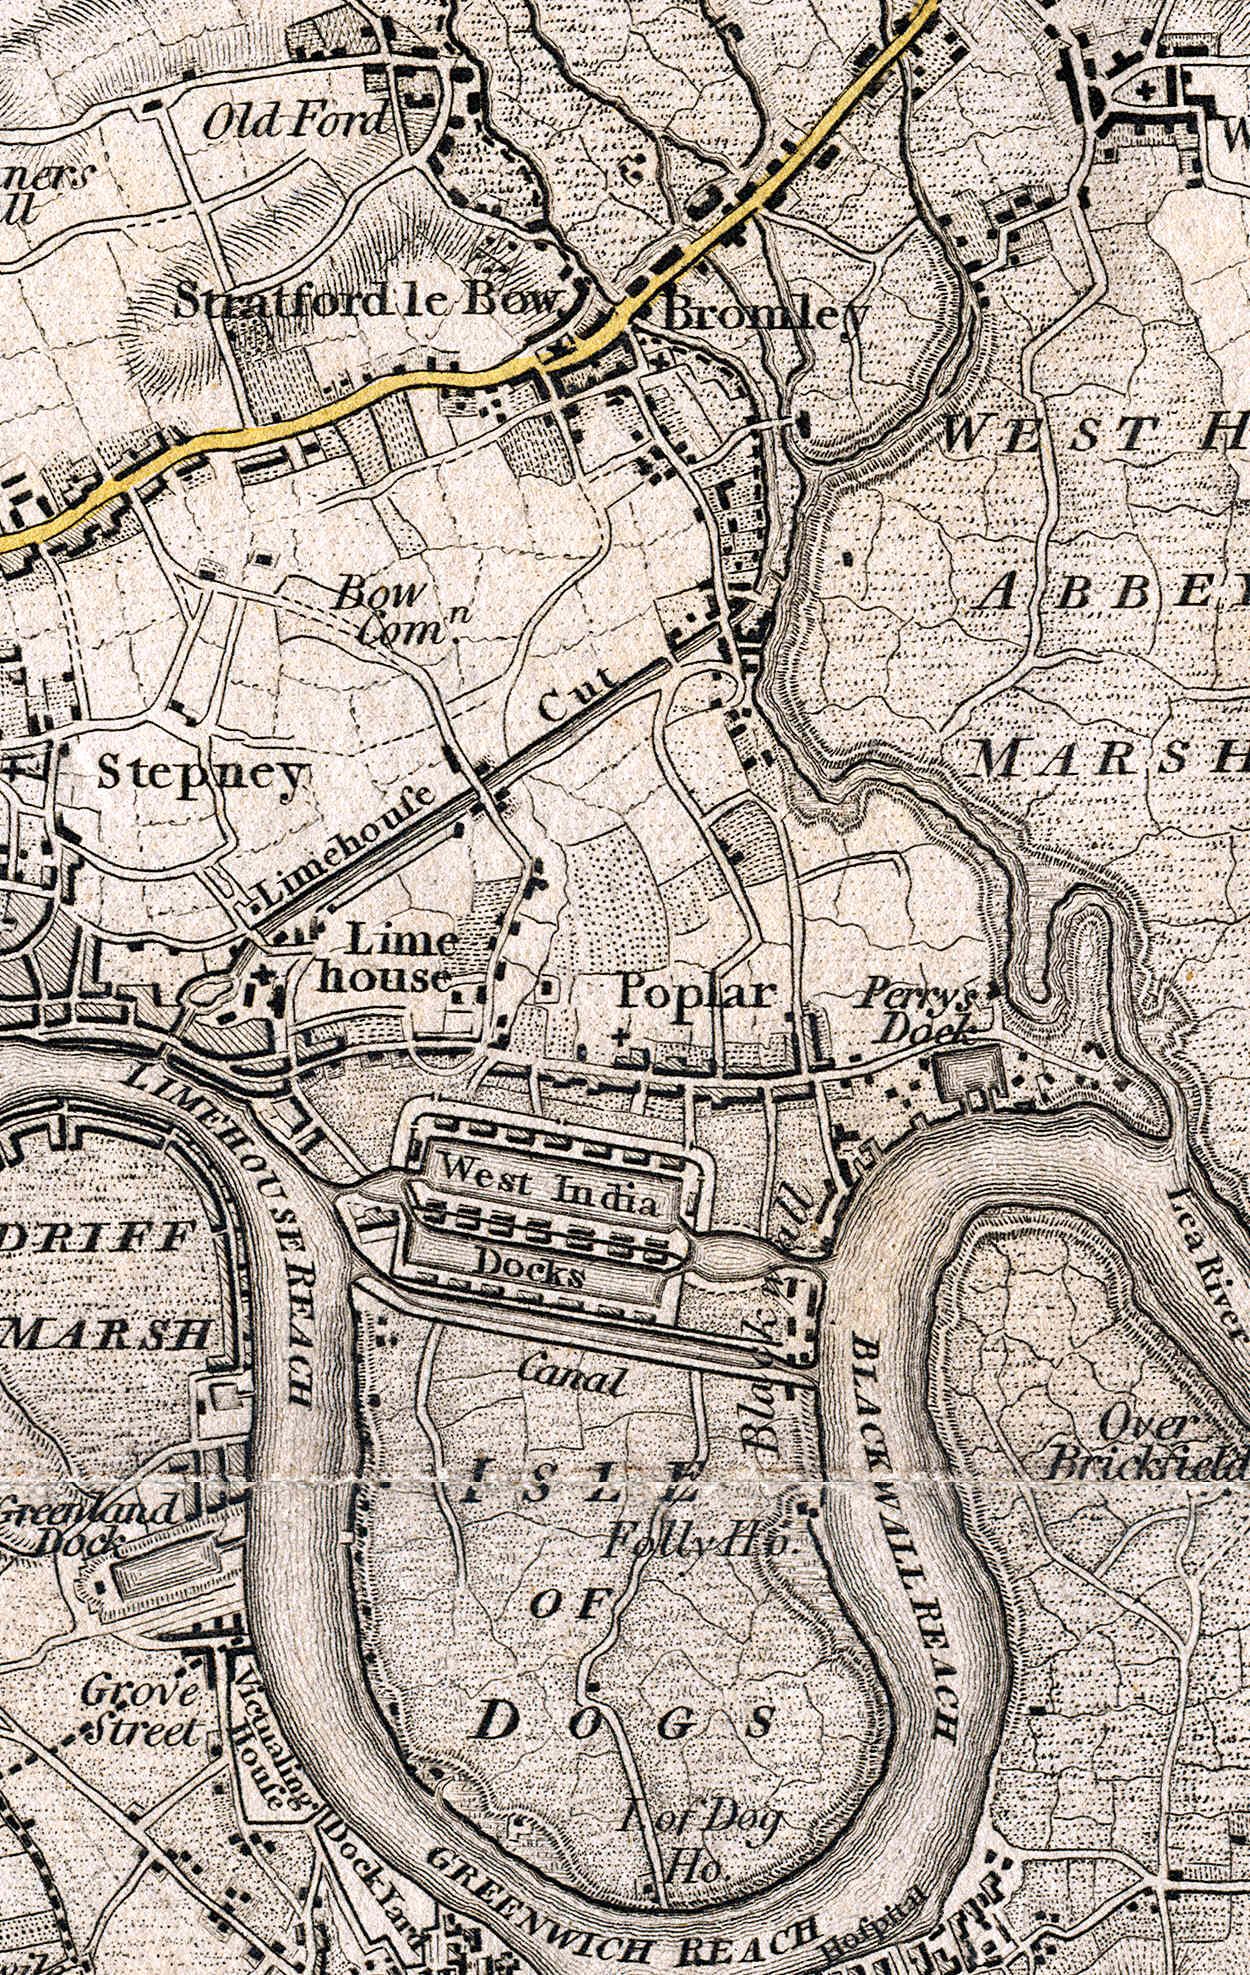 Old Ford
ners
ll
W
Stratford le Bow
Bromley
WEST H
ABBEY
MARSH
Bow
Comⁿ.
Stepney
Limehouſe Cut
Lime
house
Poplar
Perry's
Dock
LIMEHOUSE REACH
West India
Docks
Canal
Blackwall
Lea River
DRIFF
MARSH
BLACKWALL REACH
Over
Brickfield
Greenland
Dock
ISLE
OF
DOGS
Folly Ho.
Grove
Street
Victualing
Houſe
Dock Yard
I. of Dog
Ho.
GREENWICH REACH
Hoſpital